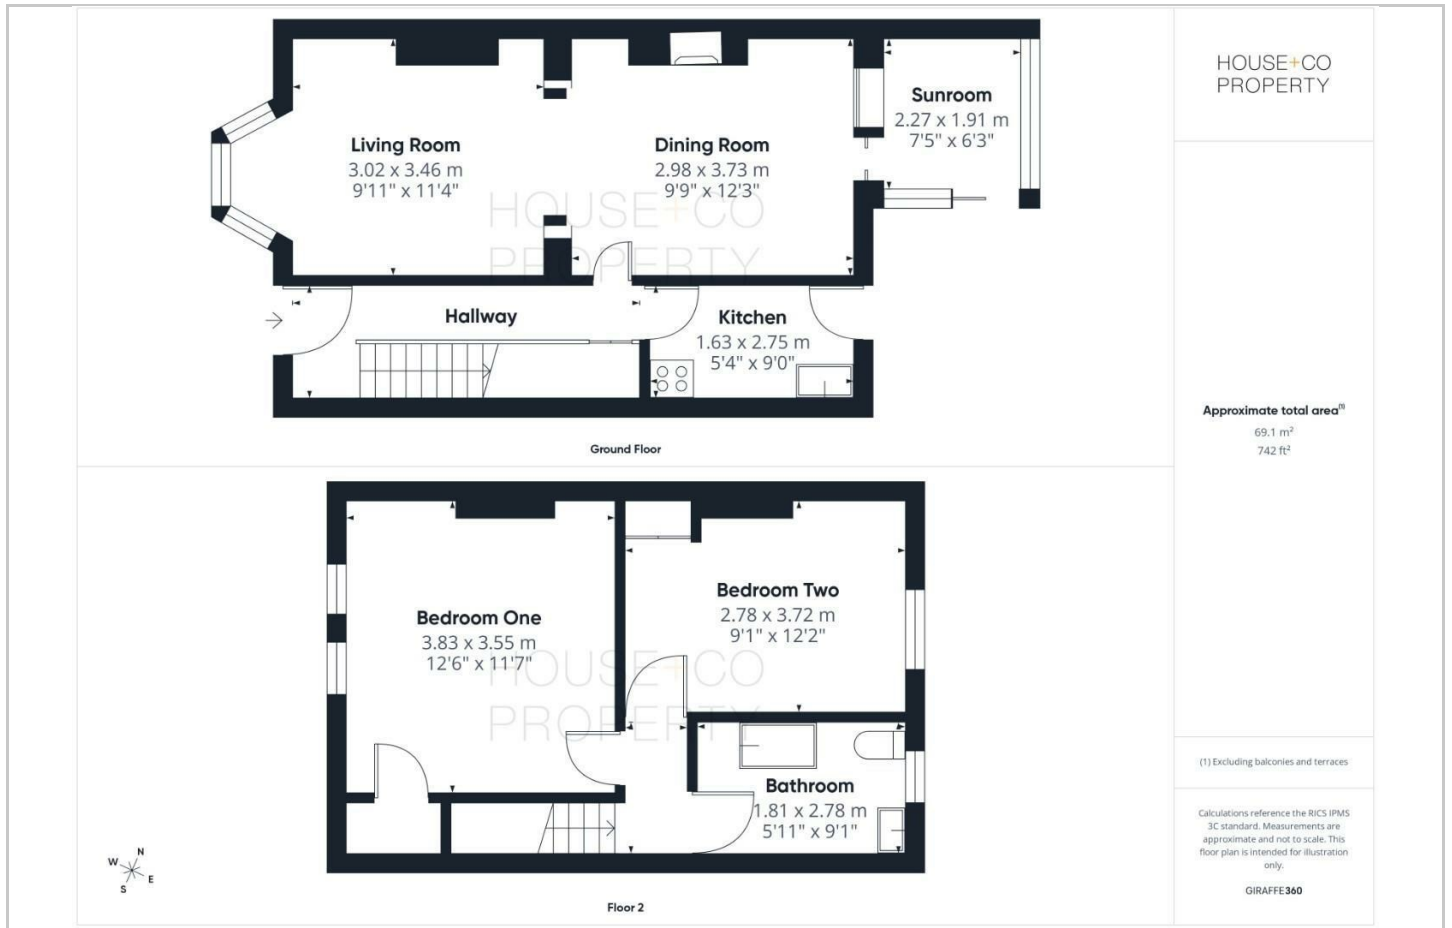 Living Room
3.02 x 3.46 m
9'11" x 11'4"
Dining Room
2.98 x 3.73 m
9'9" x 12'3"
Sunroom
2.27 x 1.91 m
7'5" x 6'3"
HOUSE+CO
PROPERTY
Hallway
Kitchen
1.63 x 2.75 m
5'4" x 9'0"
Ground Floor
Bedroom One
3.83 x 3.55 m
12'6" x 11'7"
Bedroom Two
2.78 x 3.72 m
9'1" x 12'2"
HOUSE+CO
PROPERTY
Bathroom
1.81 x 2.78 m
5'11" x 9'1"
N
W
E
S
Floor 2
HOUSE+CO
PROPERTY
Approximate total area(1)
69.1 m²
742 ft²
(1) Excluding balconies and terraces
Calculations reference the RICS IPMS
3C standard. Measurements are
approximate and not to scale. This
floor plan is intended for illustration
only.
GIRAFFE360